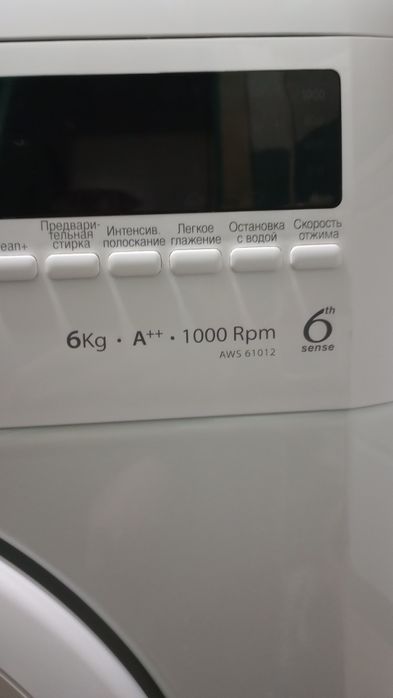 1000
ean+
Предвари-
тельная
стирка
Интенсив.
полоскание
Легкое
глажение
Остановка
с водой
Скорость
отжима
6Kg · A++ · 1000 Rpm
AWS 61012
6th
sense